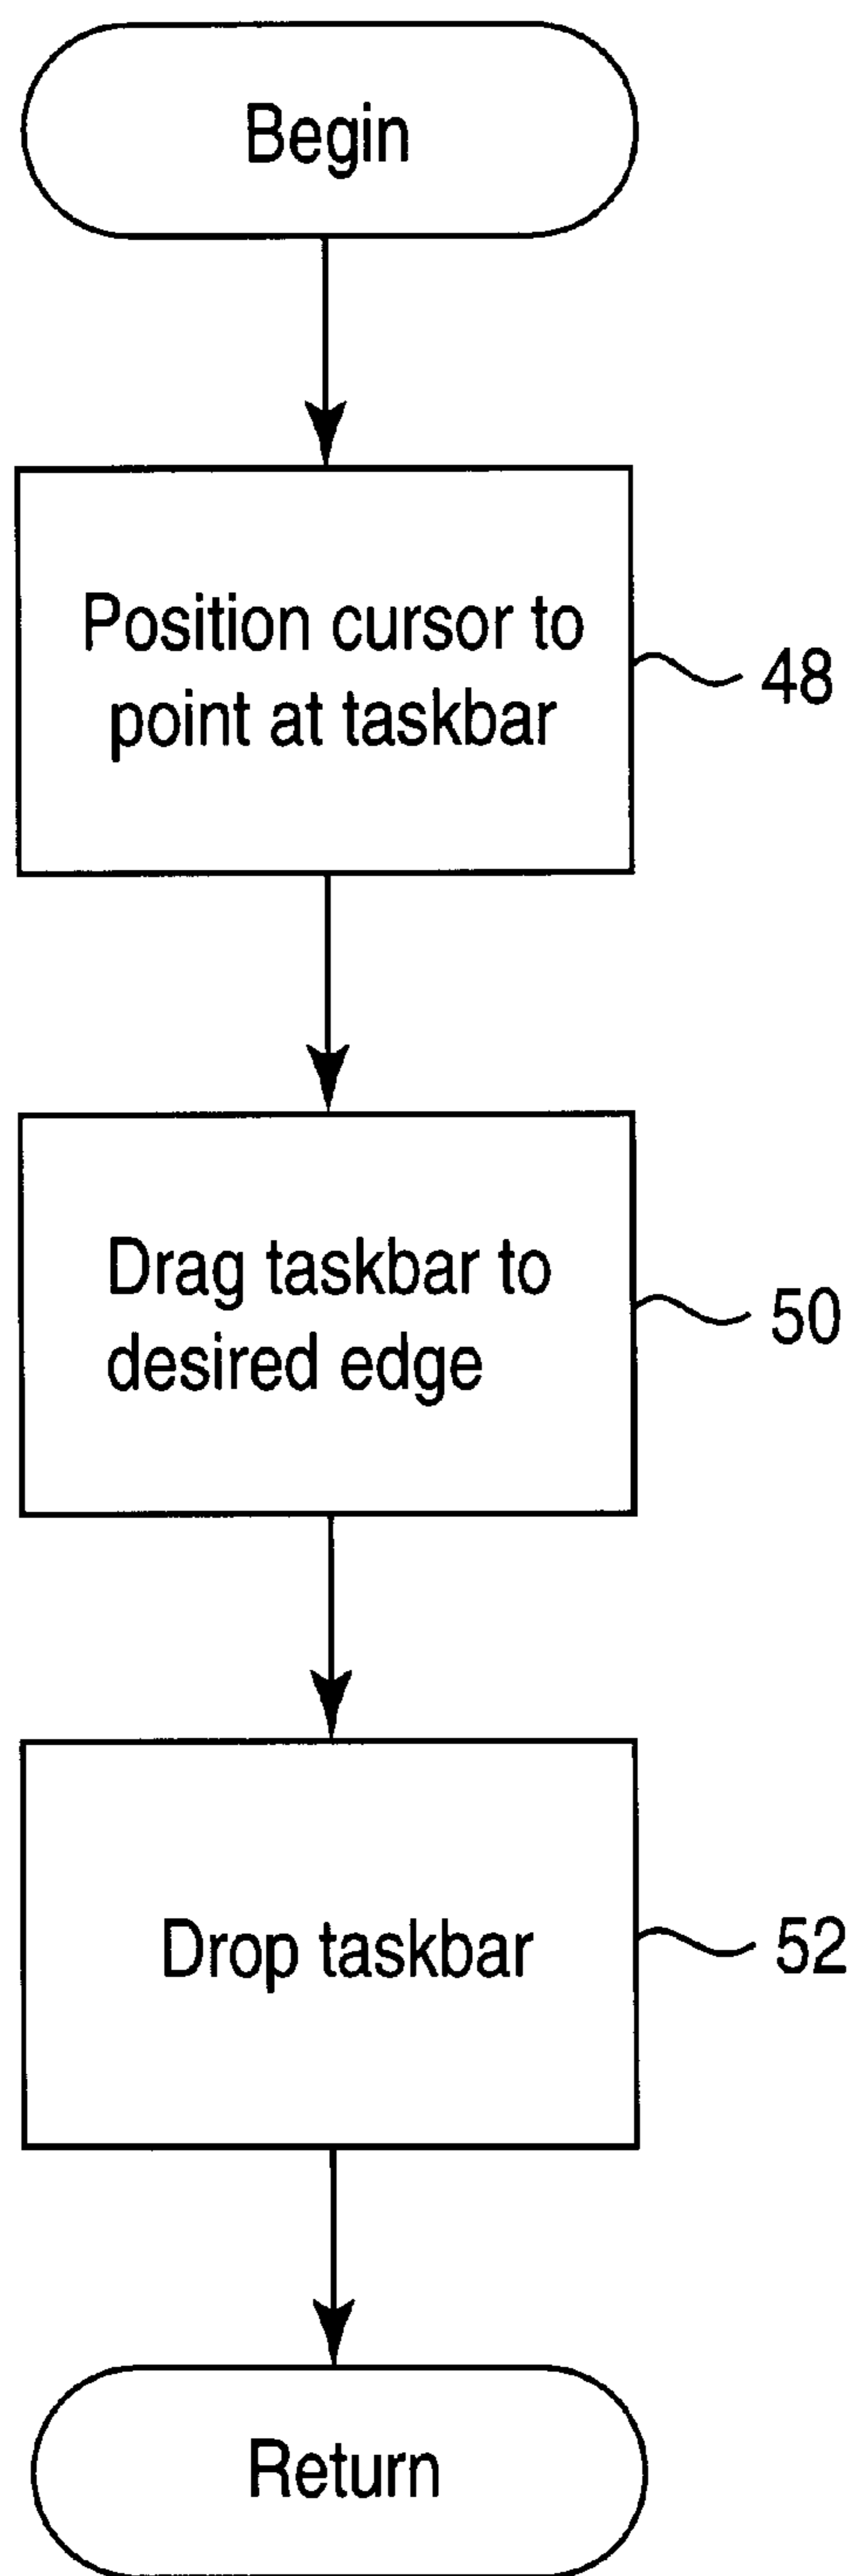 Begin
Position cursor to
point at taskbar
48
Drag taskbar to
desired edge
50
Drop taskbar
52
Return